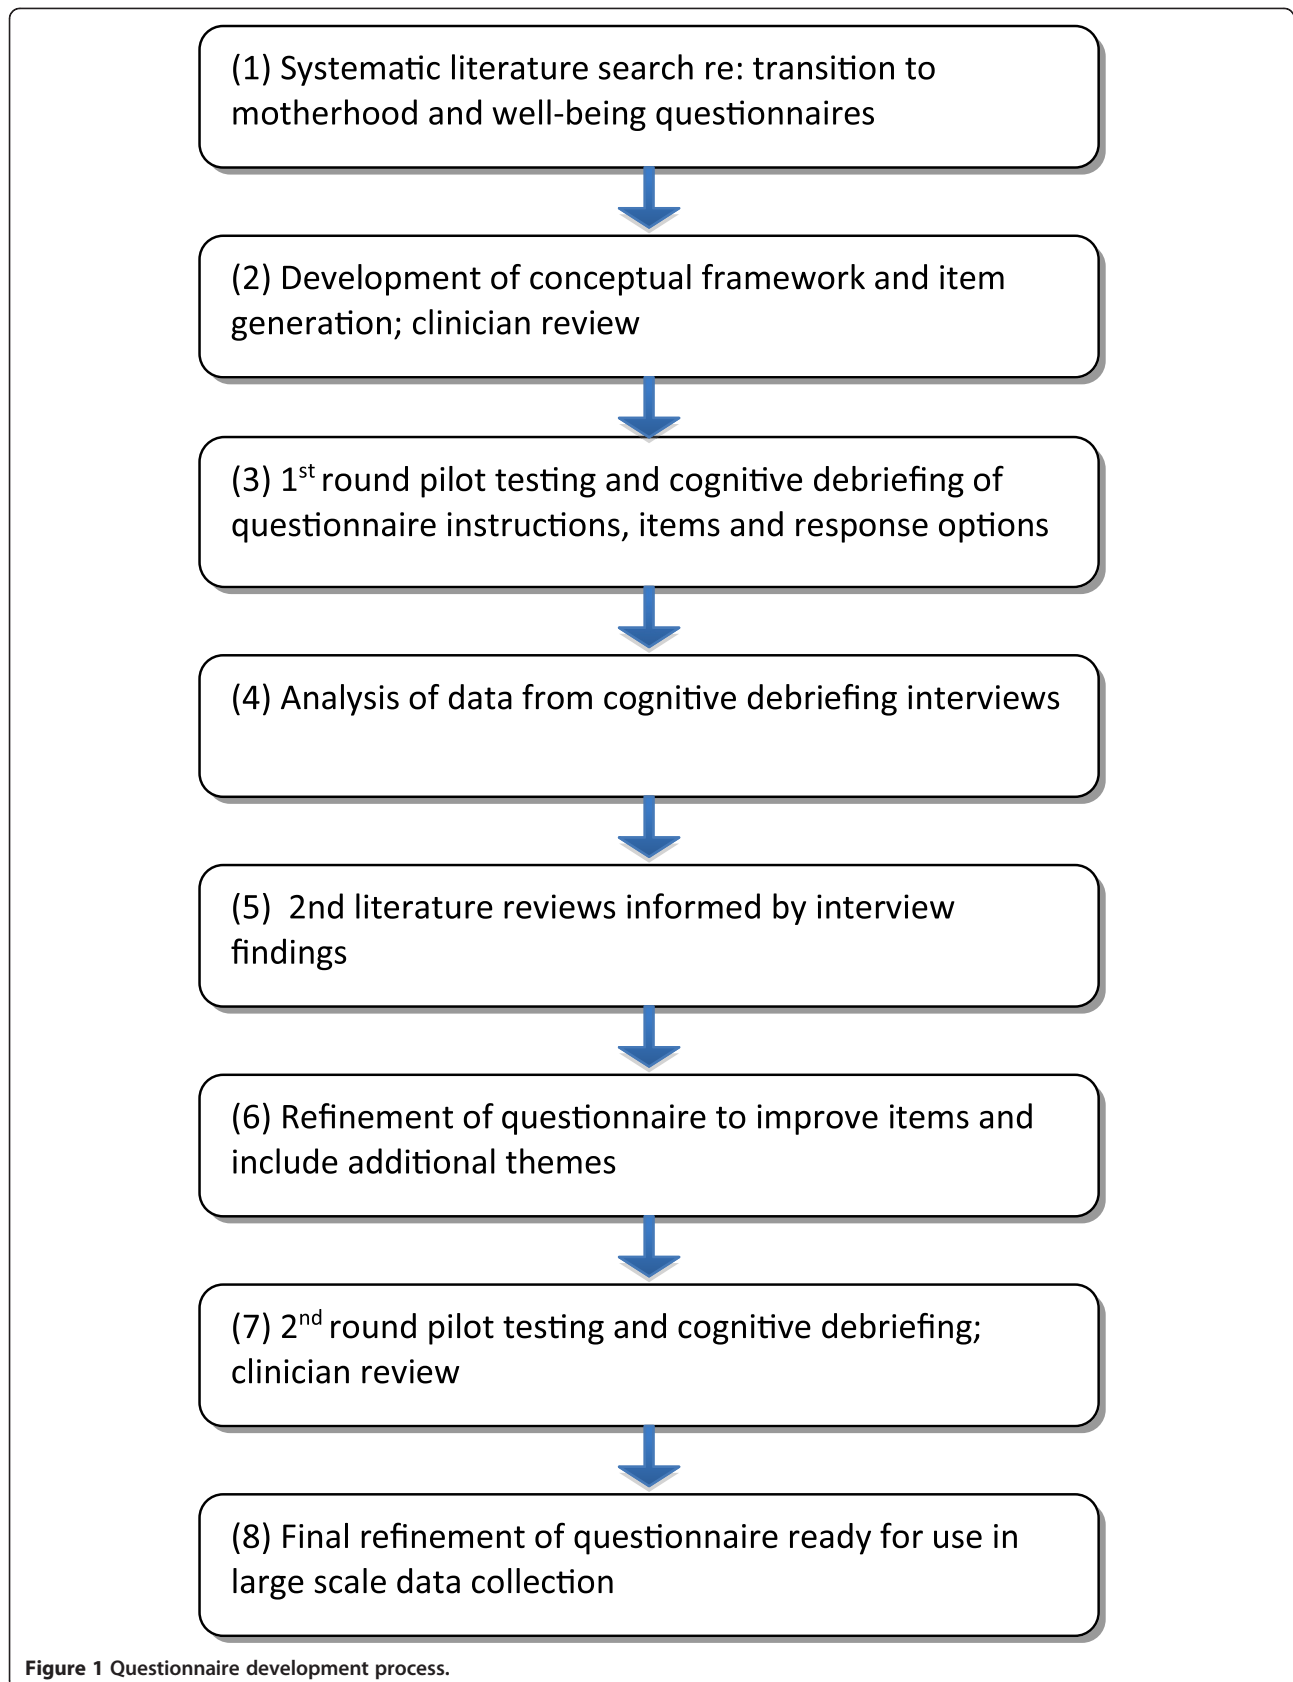 (1) Systematic literature search re: transition to
motherhood and well-being questionnaires
(2) Development of conceptual framework and item
generation; clinician review
(3) 1st round pilot testing and cognitive debriefing of
questionnaire instructions, items and response options
(4) Analysis of data from cognitive debriefing interviews
(5)  2nd literature reviews informed by interview
findings
(6) Refinement of questionnaire to improve items and
include additional themes
(7) 2nd round pilot testing and cognitive debriefing;
clinician review
(8) Final refinement of questionnaire ready for use in
large scale data collection
Figure 1 Questionnaire development process.